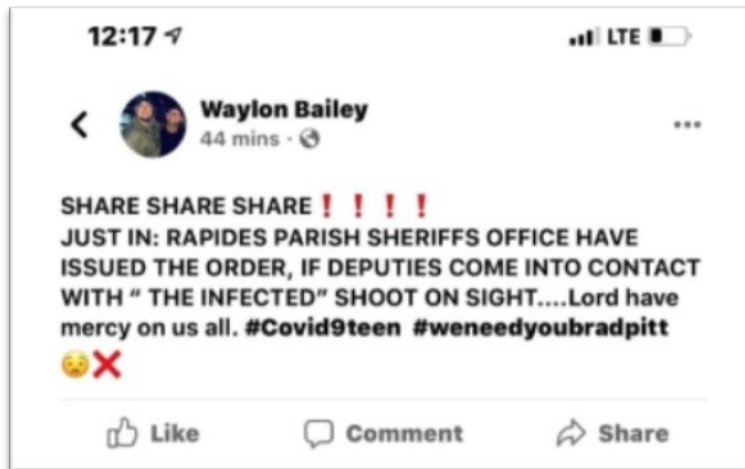 12:17 LTE
Waylon Bailey
44 mins ·
SHARE SHARE SHARE❗❗❗❗
JUST IN: RAPIDES PARISH SHERIFFS OFFICE HAVE
ISSUED THE ORDER, IF DEPUTIES COME INTO CONTACT
WITH “ THE INFECTED” SHOOT ON SIGHT....Lord have
mercy on us all. #Covid9teen #weneedyoubradpitt
😧❌
Like Comment Share